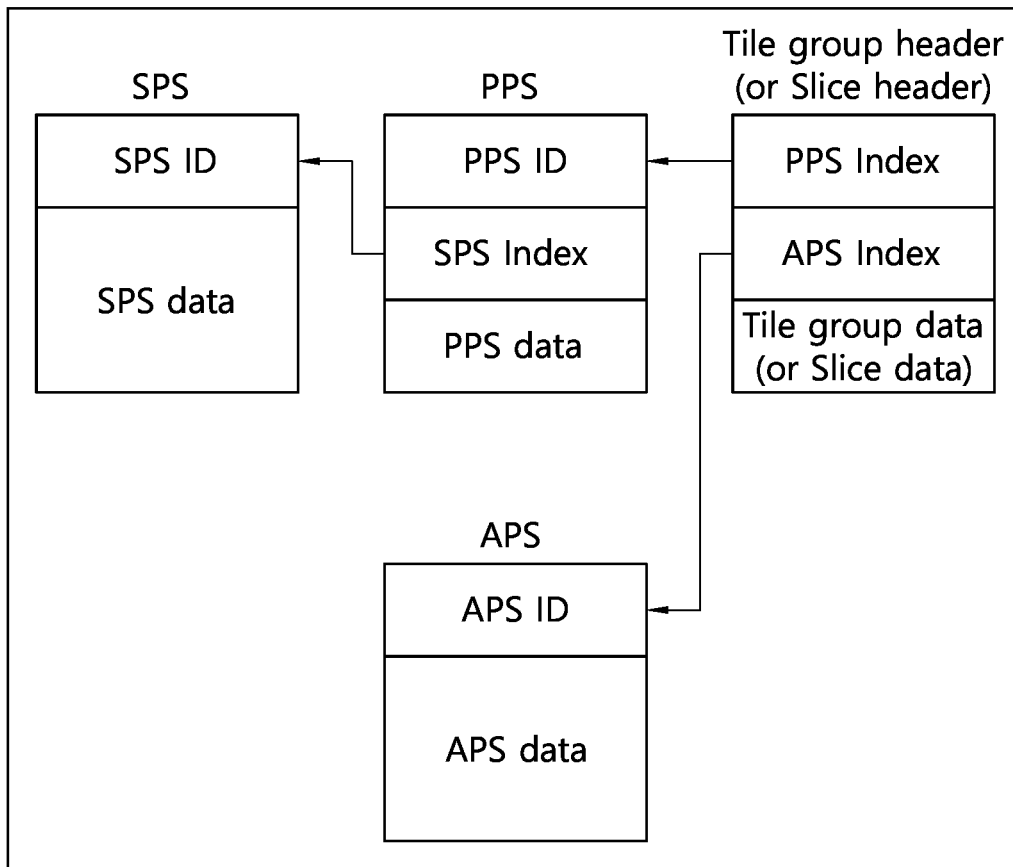 SPS
SPS ID
SPS data
PPS
PPS ID
SPS Index
PPS data
Tile group header
(or Slice header)
PPS Index
APS Index
Tile group data
(or Slice data)
APS
APS ID
APS data